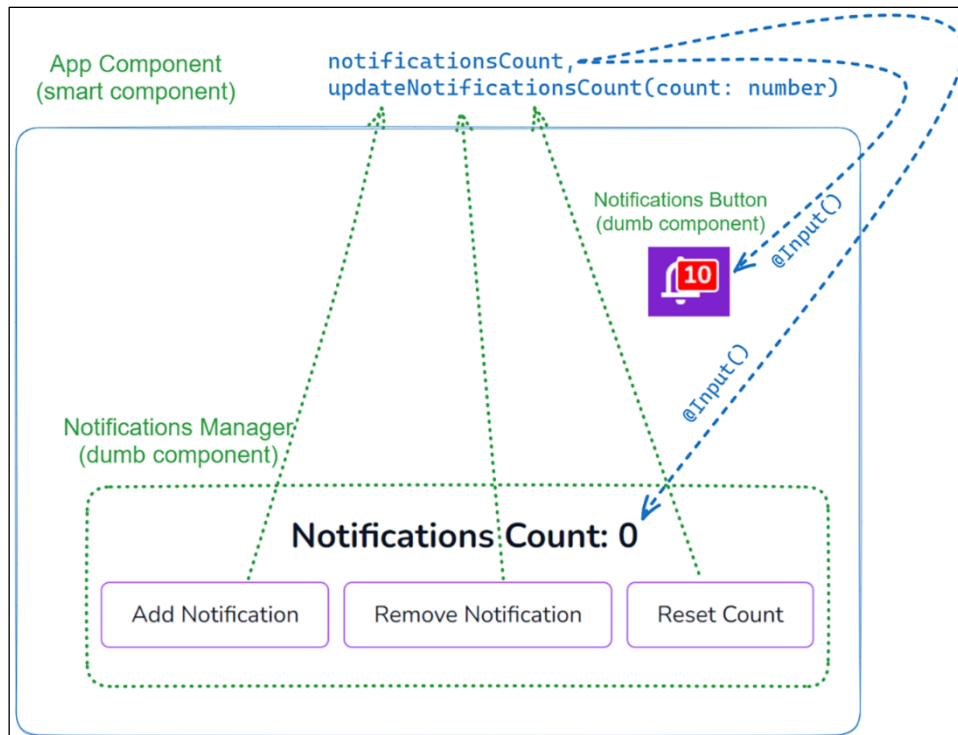 App Component
(smart component)
notificationsCount,
updateNotificationsCount(count: number)
Notifications Button
(dumb component)
@Input()
10
@Input()
Notifications Manager
(dumb component)
Notifications Count: 0
Add Notification
Remove Notification
Reset Count